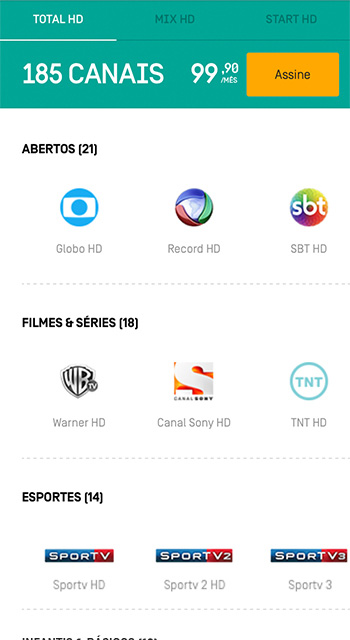 TOTAL HD MIX HD START HD
185 CANAIS 99,90 /MÊS Assine
ABERTOS (21)
sbt
Globo HD Record HD SBT HD
FILMES & SÉRIES (18)
WB TV CANAL SONY TNT
Warner HD Canal Sony HD TNT HD
ESPORTES (14)
SPORTV SPORTV2 SPORTV3
Sportv HD Sportv 2 HD Sportv 3